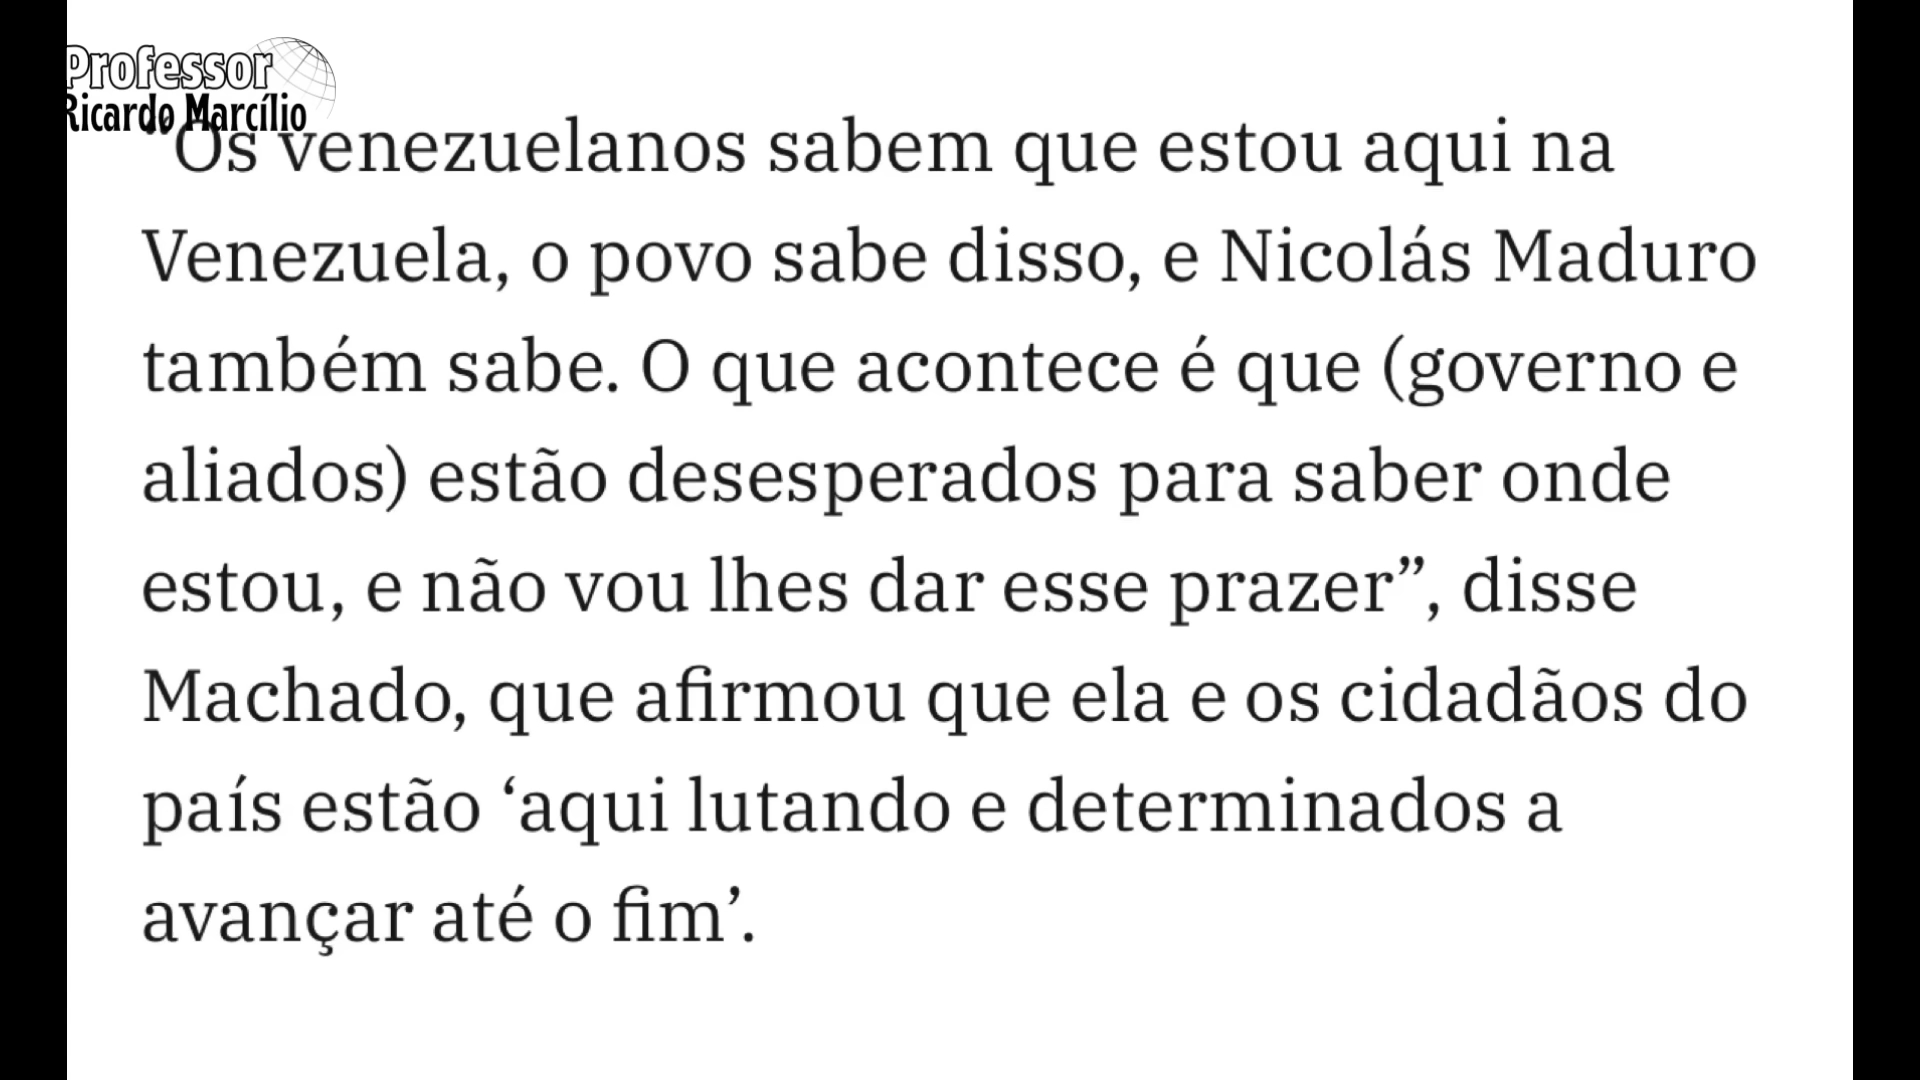 Professor
Ricardo Marcílio
“Os venezuelanos sabem que estou aqui na
Venezuela, o povo sabe disso, e Nicolás Maduro
também sabe. O que acontece é que (governo e
aliados) estão desesperados para saber onde
estou, e não vou lhes dar esse prazer”, disse
Machado, que afirmou que ela e os cidadãos do
país estão ‘aqui lutando e determinados a
avançar até o fim’.